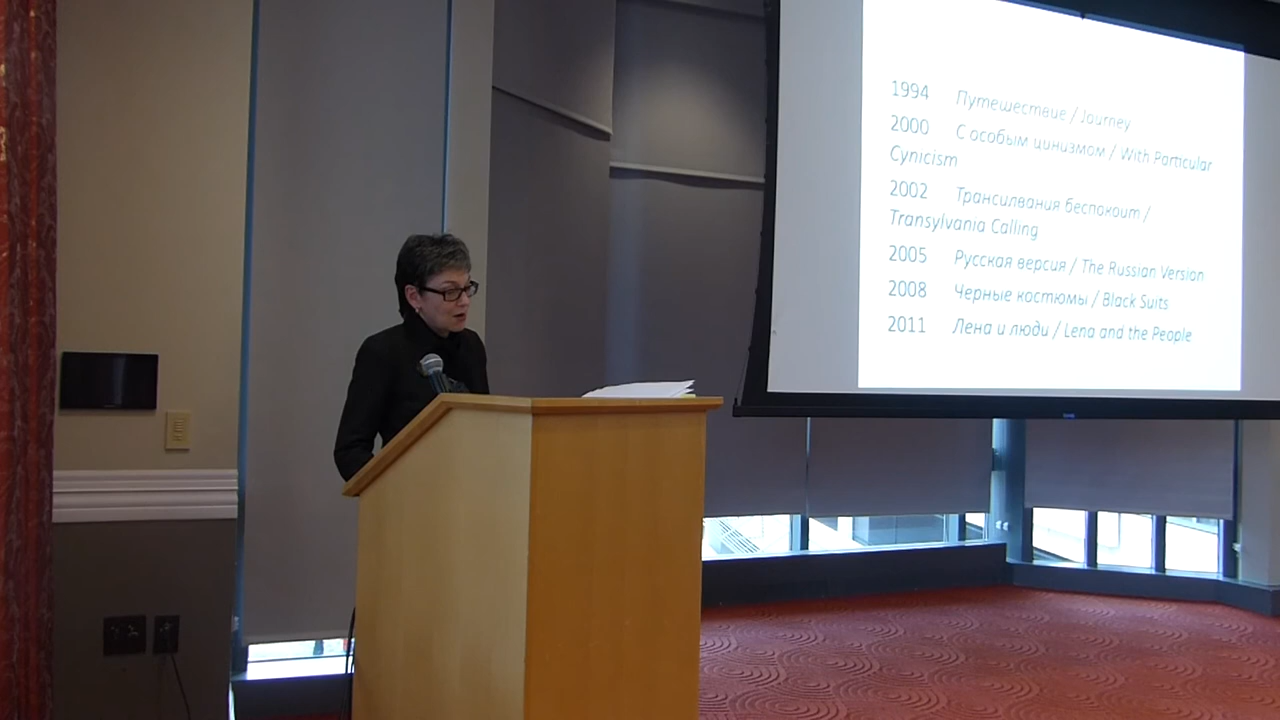 1994 Путешествие / Journey
2000 С особым цинизмом / With Particular
Cynicism
2002 Трансилвания беспокоит /
Transylvania Calling
2005 Русская версия / The Russian Version
2008 Черные костюмы / Black Suits
2011 Лена и люди / Lena and the People